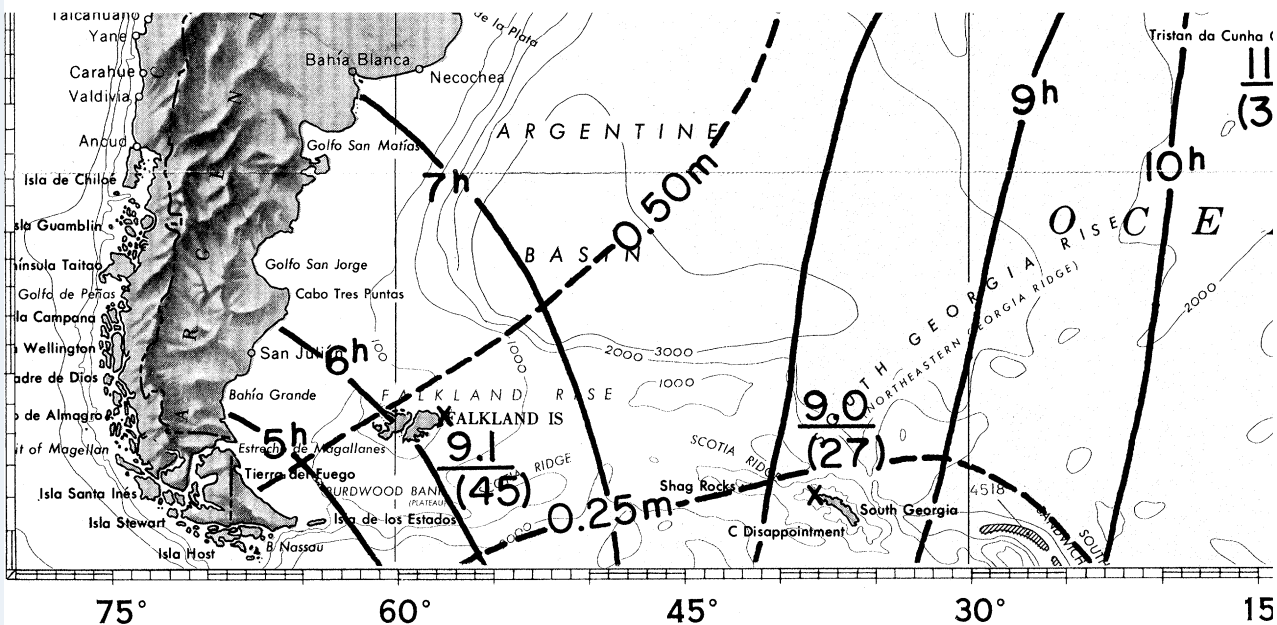 Talcahuano
Yane
Carahue
Valdivia
Ancud
Isla de Chiloé
Isla Guamblin
Península Taitao
Golfo de Peñas
Campana
Wellington
adre de Dios
o de Almagro
it of Magellan
Isla Santa Inés
Isla Stewart
Isla Host
B Nassau
Isla de los Estados
Tierra del Fuego
Estrecho de Magallanes
Bahía Grande
San Julián
Cabo Tres Puntas
Golfo San Jorge
Golfo San Matías
Bahía Blanca
Necochea
de la Plata
N
E
G
R
A
ARGENTINE
BASIN
7h
6h
5h
0.50m
100
1000
2000
3000
1000
FALKLAND RISE
FALKLAND IS
9.1
(45)
BURDWOOD BANK
(PLATEAU)
RIDGE
0.25m
SCOTIA RIDGE
Shag Rocks
9.0
(27)
South Georgia
C Disappointment
4518
SOUTH GEORGIA RISE
(NORTHEASTERN GEORGIA RIDGE)
9h
10h
OCE
2000
Tristan da Cunha G
11
(3
SOUTH
75°
60°
45°
30°
15